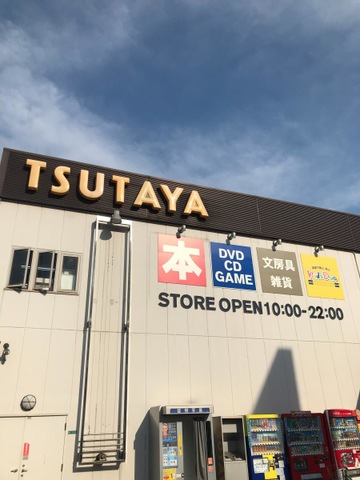 TSUTAYA
本
DVD
CD
GAME
文房具
雑貨
STORE OPEN 10:00-22:00